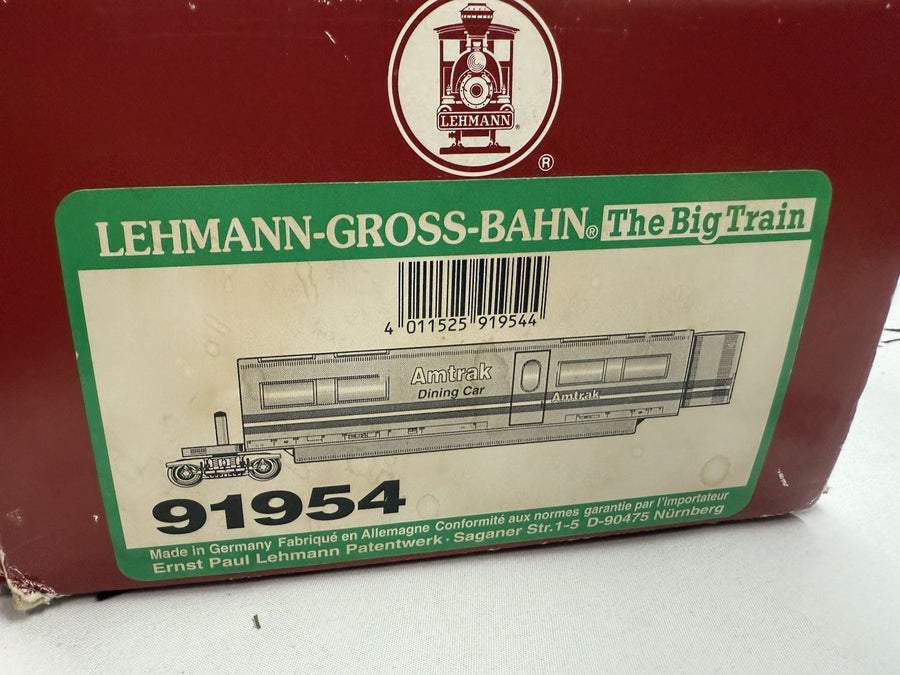 LEHMANN®
®
LEHMANN-GROSS-BAHN® The Big Train
4 011525 919544
Amtrak
Dining Car
Amtrak
91954
Made in Germany Fabriqué en Allemagne Conformité aux normes garantie par l'importateur
Ernst Paul Lehmann Patentwerk · Saganer Str.1-5 D-90475 Nürnberg